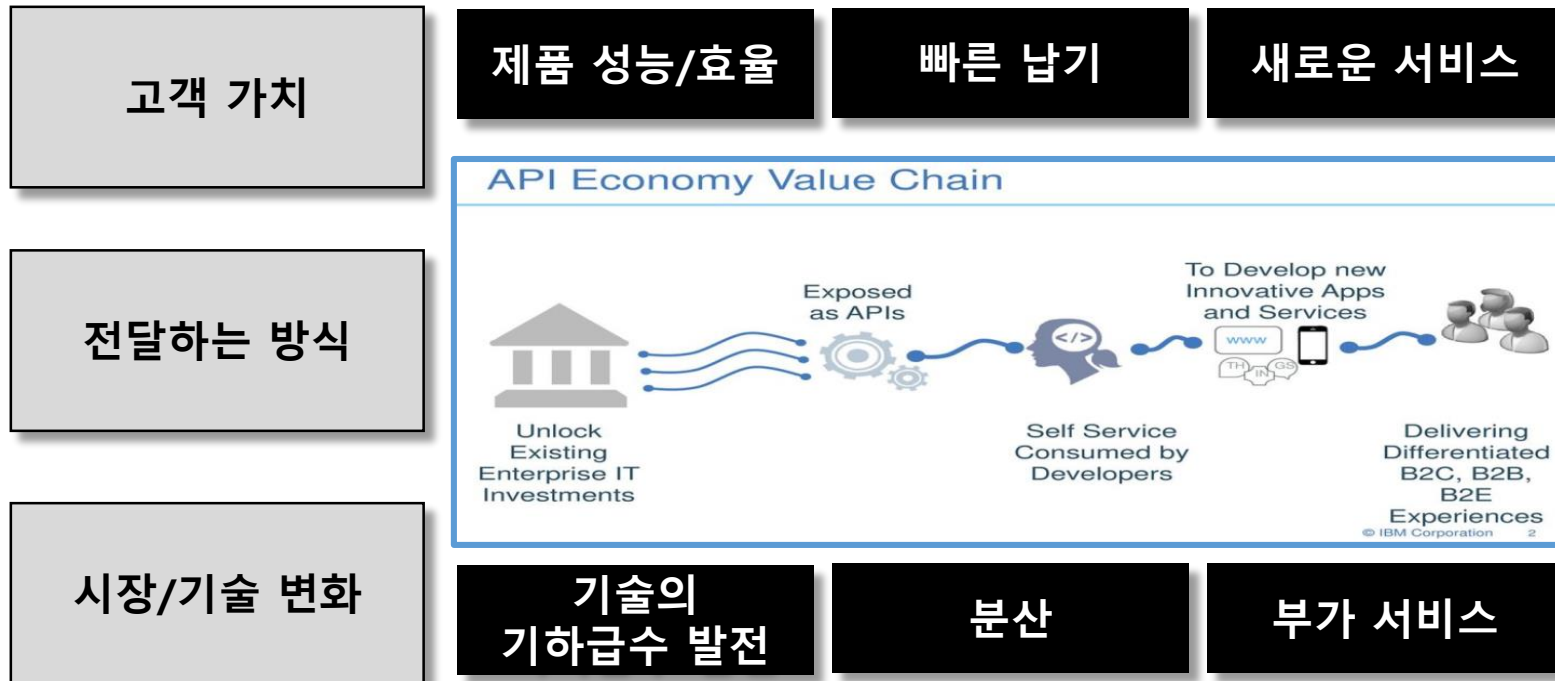 고객 가치
제품 성능/효율
빠른 납기
새로운 서비스
전달하는 방식
API Economy Value Chain
Unlock
Existing
Enterprise IT
Investments
Exposed
as APIs
</>
Self Service
Consumed by
Developers
To Develop new
Innovative Apps
and Services
www
TH
IN
GS
Delivering
Differentiated
B2C, B2B,
B2E
Experiences
© IBM Corporation 2
시장/기술 변화
기술의
기하급수 발전
분산
부가 서비스